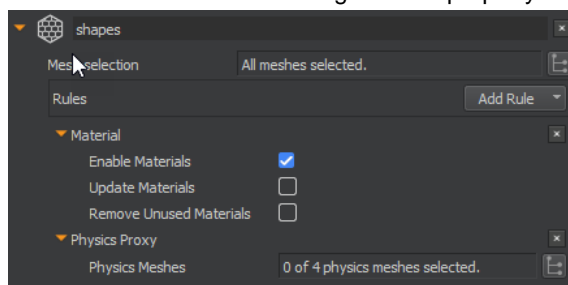 shapes
Mesh selection All meshes selected.
Rules Add Rule
Material
Enable Materials
Update Materials
Remove Unused Materials
Physics Proxy
Physics Meshes 0 of 4 physics meshes selected.